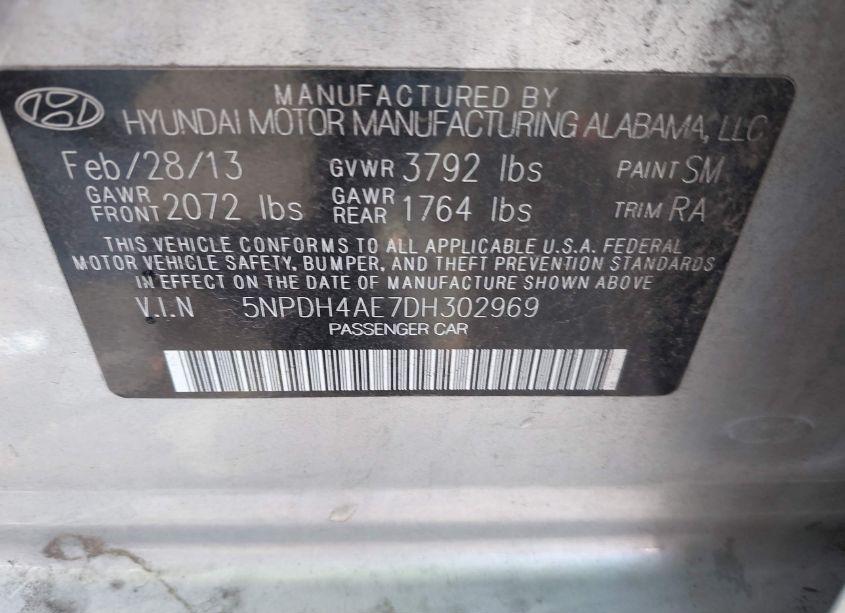 MANUFACTURED BY
HYUNDAI MOTOR MANUFACTURING ALABAMA, LLC
Feb/28/13 GVWR 3792 lbs PAINT SM
GAWR FRONT 2072 lbs GAWR REAR 1764 lbs TRIM RA
THIS VEHICLE CONFORMS TO ALL APPLICABLE U.S.A. FEDERAL
MOTOR VEHICLE SAFETY, BUMPER, AND THEFT PREVENTION STANDARDS
IN EFFECT ON THE DATE OF MANUFACTURE SHOWN ABOVE
V.I.N 5NPDH4AE7DH302969
PASSENGER CAR